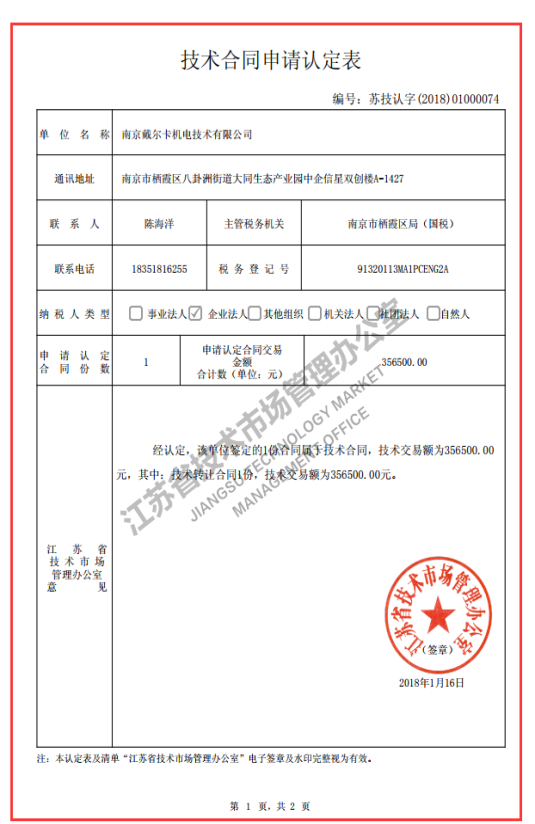 技术合同申请认定表
编号：苏技认字(2018)01000074
单位名称 南京戴尔卡机电技术有限公司
通讯地址 南京市栖霞区八卦洲街道大同生态产业园中企信星双创楼A-1427
联系人 陈海洋 主管税务机关 南京市栖霞区局（国税）
联系电话 18351816255 税务登记号 91320113MA1PCENG2A
纳税人类型 □事业法人☑企业法人□其他组织□机关法人□社团法人□自然人
申请认定合同份数 1 申请认定合同交易
金额
合计数（单位：元） 356500.00
经认定，该单位签定的1份合同属于技术合同，技术交易额为356500.00
元，其中：技术转让合同1份，技术交易额为356500.00元。
江苏省技术市场管理办公室
JIANGSU TECHNOLOGY MARKET
MANAGEMENT OFFICE
江苏省
技术市场
管理办公室
意见
江苏省技术市场管理办公室
（签章）
2018年1月16日
注：本认定表及清单“江苏省技术市场管理办公室”电子签章及水印完整视为有效。
第 1 页，共 2 页